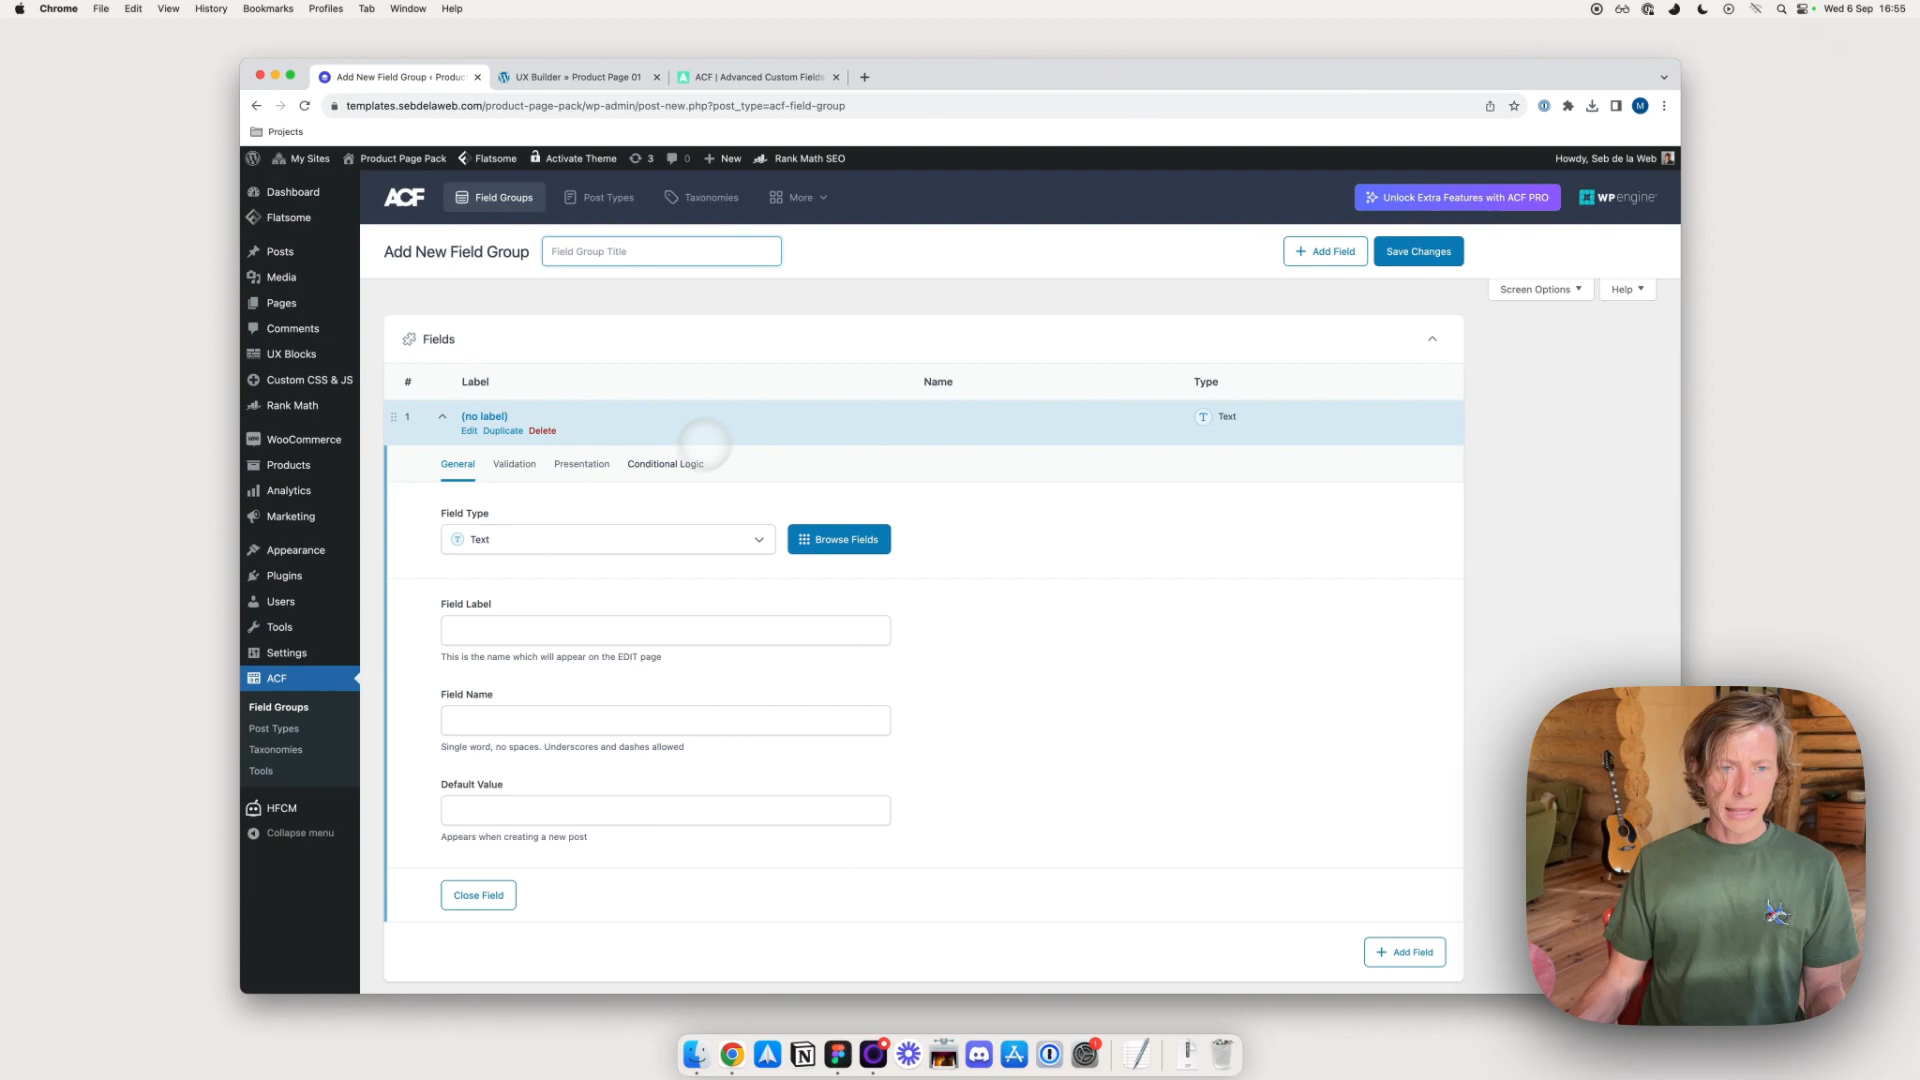 Chrome File Edit View History Bookmarks Profiles Tab Window Help Wed 6 Sep 16:55
Add New Field Group ‹ Produc UX Builder » Product Page 01 ACF | Advanced Custom Fields
templates.sebdelaweb.com/product-page-pack/wp-admin/post-new.php?post_type=acf-field-group M
Projects
My Sites Product Page Pack Flatsome Activate Theme 3 0 New Rank Math SEO Howdy, Seb de la Web
Dashboard
Flatsome
Posts
Media
Pages
Comments
UX Blocks
Custom CSS & JS
Rank Math
WooCommerce
Products
Analytics
Marketing
Appearance
Plugins
Users
Tools
Settings
ACF
Field Groups
Post Types
Taxonomies
Tools
HFCM
Collapse menu
ACF Field Groups Post Types Taxonomies More Unlock Extra Features with ACF PRO WP engine
Add New Field Group Field Group Title + Add Field Save Changes
Screen Options Help
Fields
# Label Name Type
1 (no label) T Text
Edit Duplicate Delete
General Validation Presentation Conditional Logic
Field Type
T Text Browse Fields
Field Label
This is the name which will appear on the EDIT page
Field Name
Single word, no spaces. Underscores and dashes allowed
Default Value
Appears when creating a new post
Close Field
+ Add Field
1